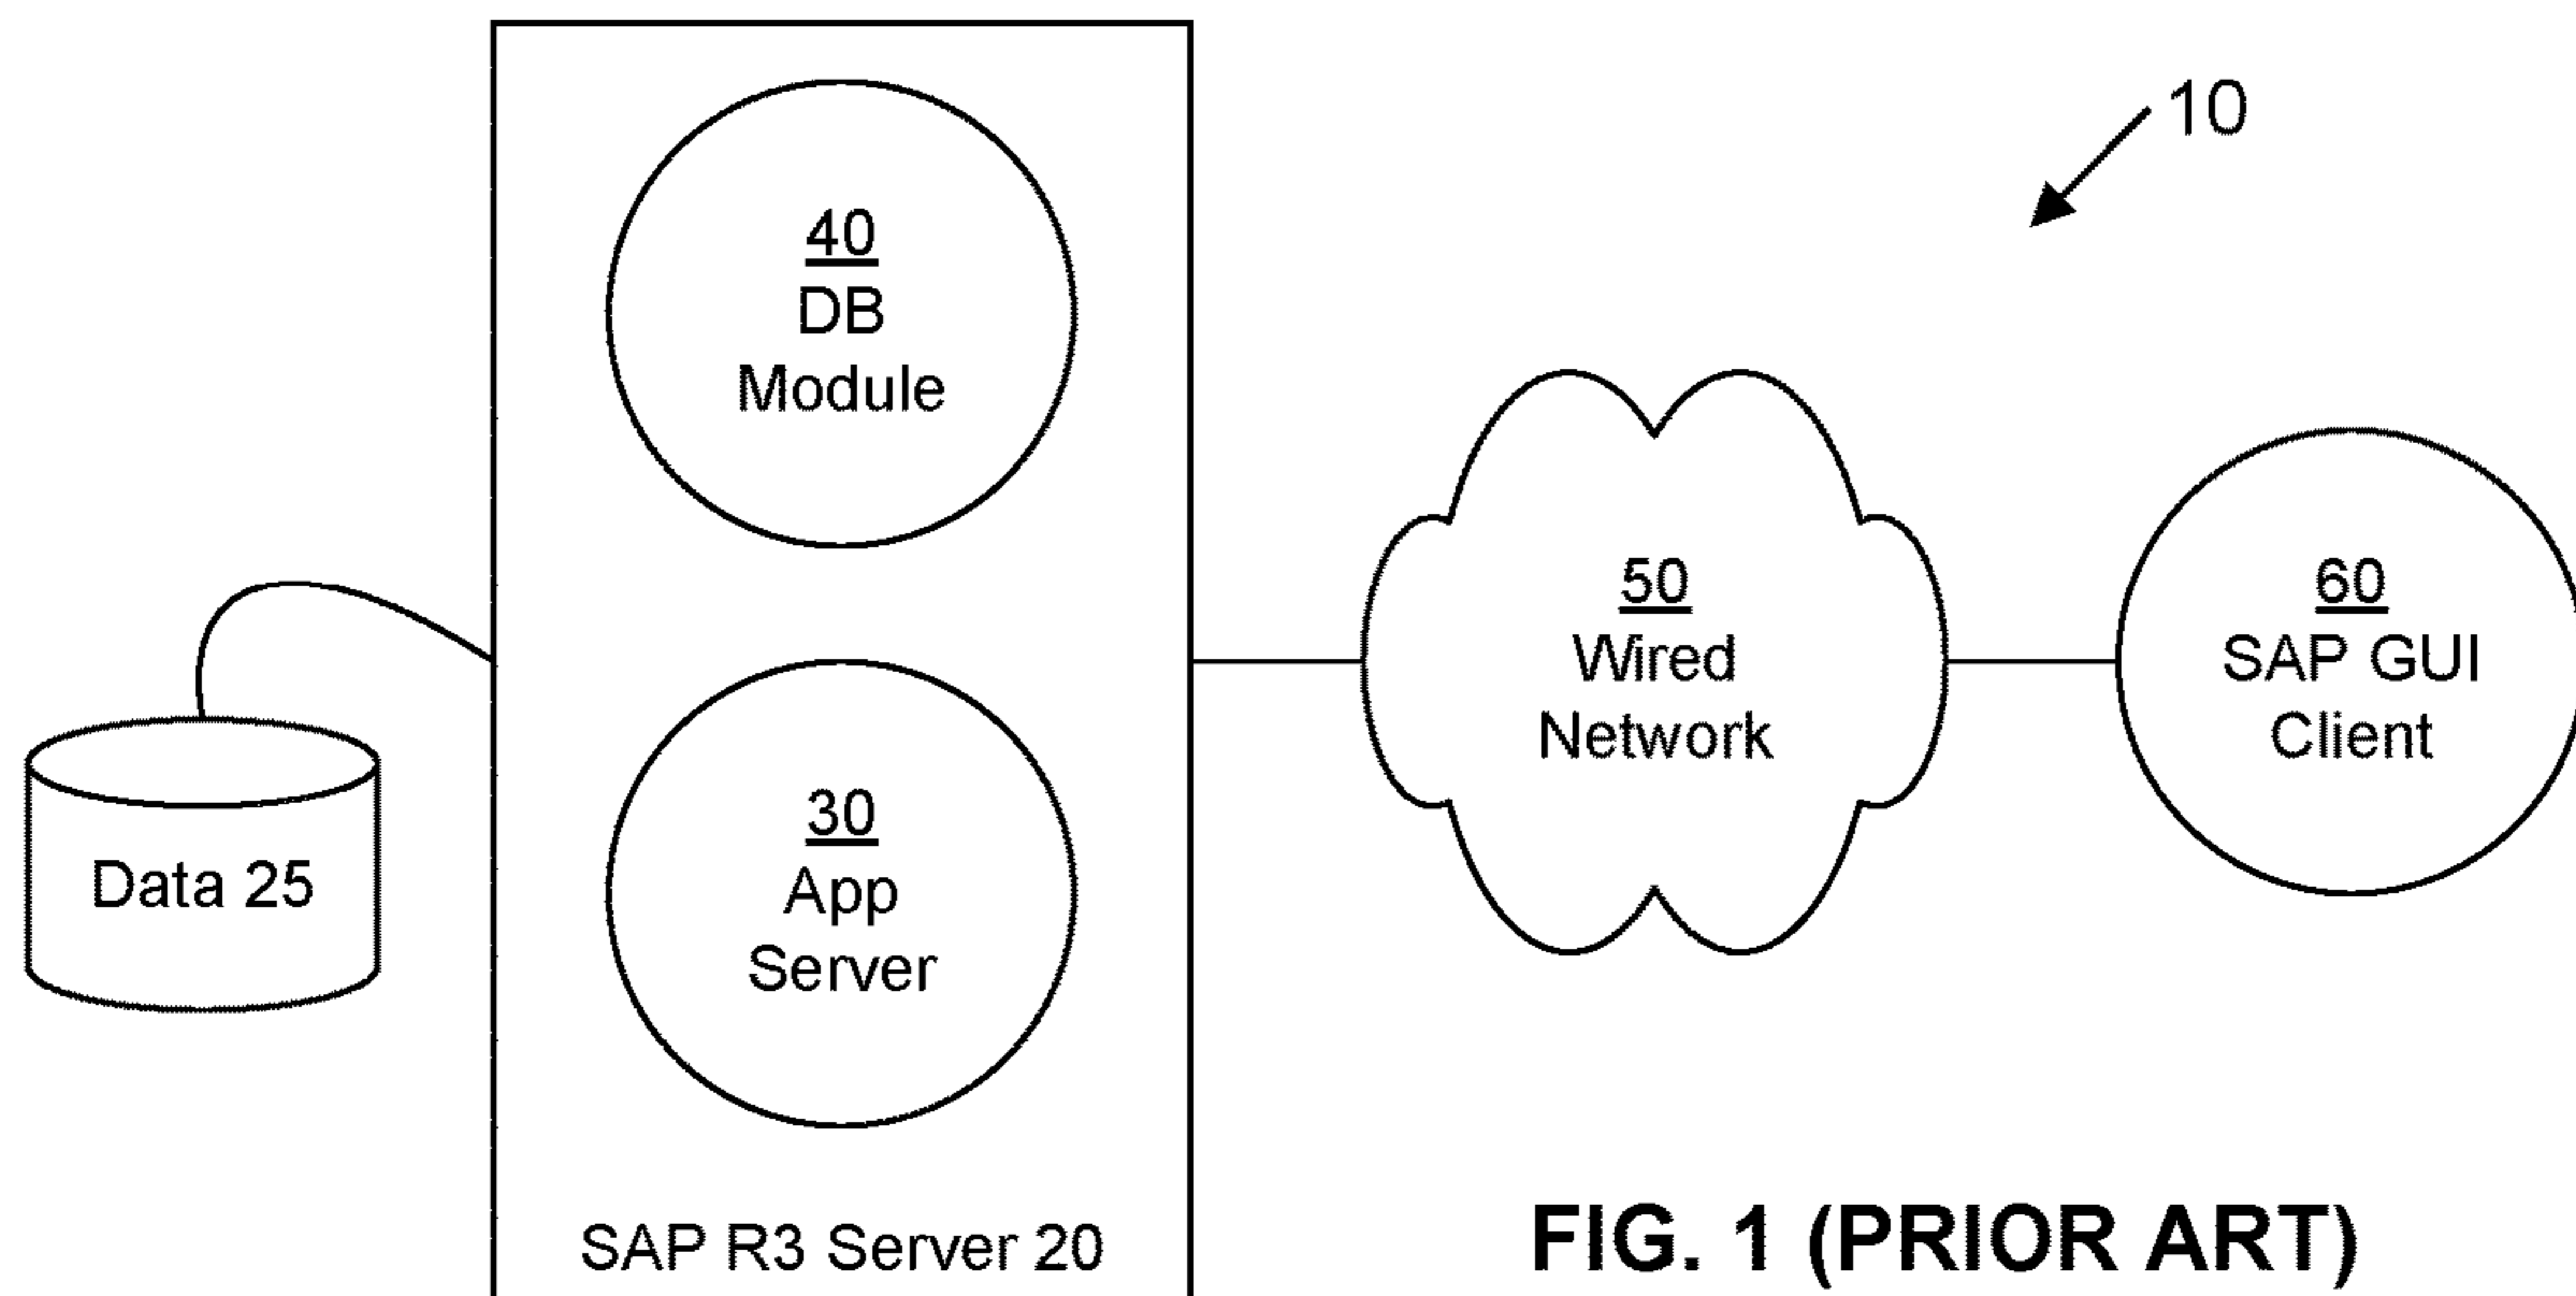 10
40
DB
Module
50
Wired
Network
60
SAP GUI
Client
30
App
Server
Data 25
SAP R3 Server 20
FIG. 1 (PRIOR ART)